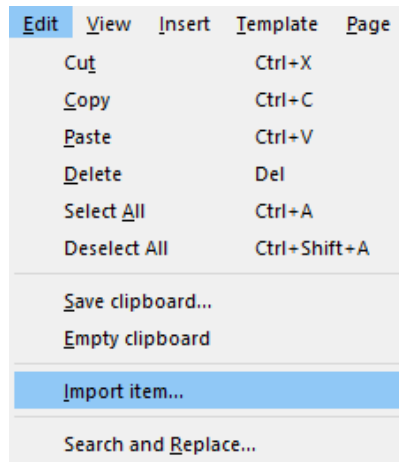 Edit View Insert Template Page
Cut Ctrl+X
Copy Ctrl+C
Paste Ctrl+V
Delete Del
Select All Ctrl+A
Deselect All Ctrl+Shift+A
Save clipboard...
Empty clipboard
Import item...
Search and Replace...